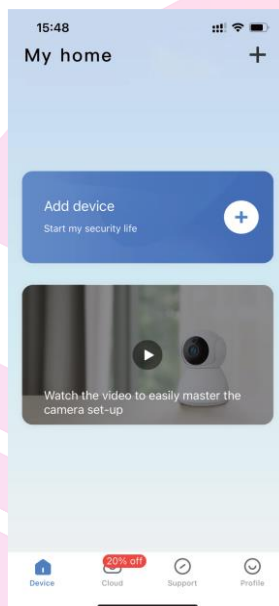 15:48
My home
Add device
Start my security life
Watch the video to easily master the
camera set-up
20% off
Device
Cloud
Support
Profile